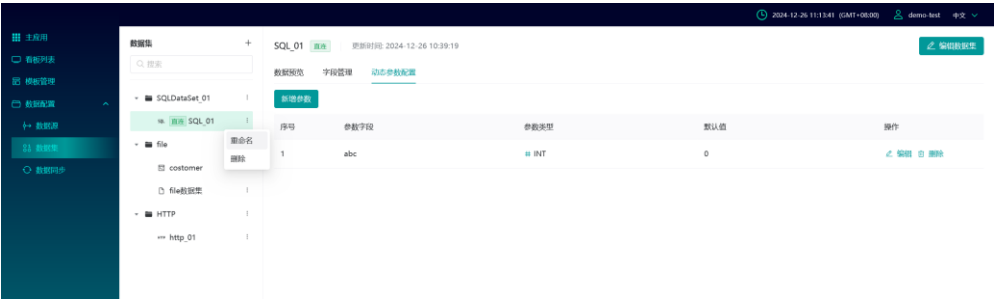 2024-12-26 11:13:41 (GMT+08:00) demo-test 中文
主应用
看板列表
模板管理
数据配置
数据源
数据集
数据同步
数据集 +
搜索
SQLDataSet_01
直连 SQL_01
重命名
删除
file
costomer
file数据集
HTTP
http_01
SQL_01 直连 更新时间: 2024-12-26 10:39:19
编辑数据集
数据预览 字段管理 动态参数配置
新增参数
序号 参数字段 参数类型 默认值 操作
1 abc INT 0 编辑 删除